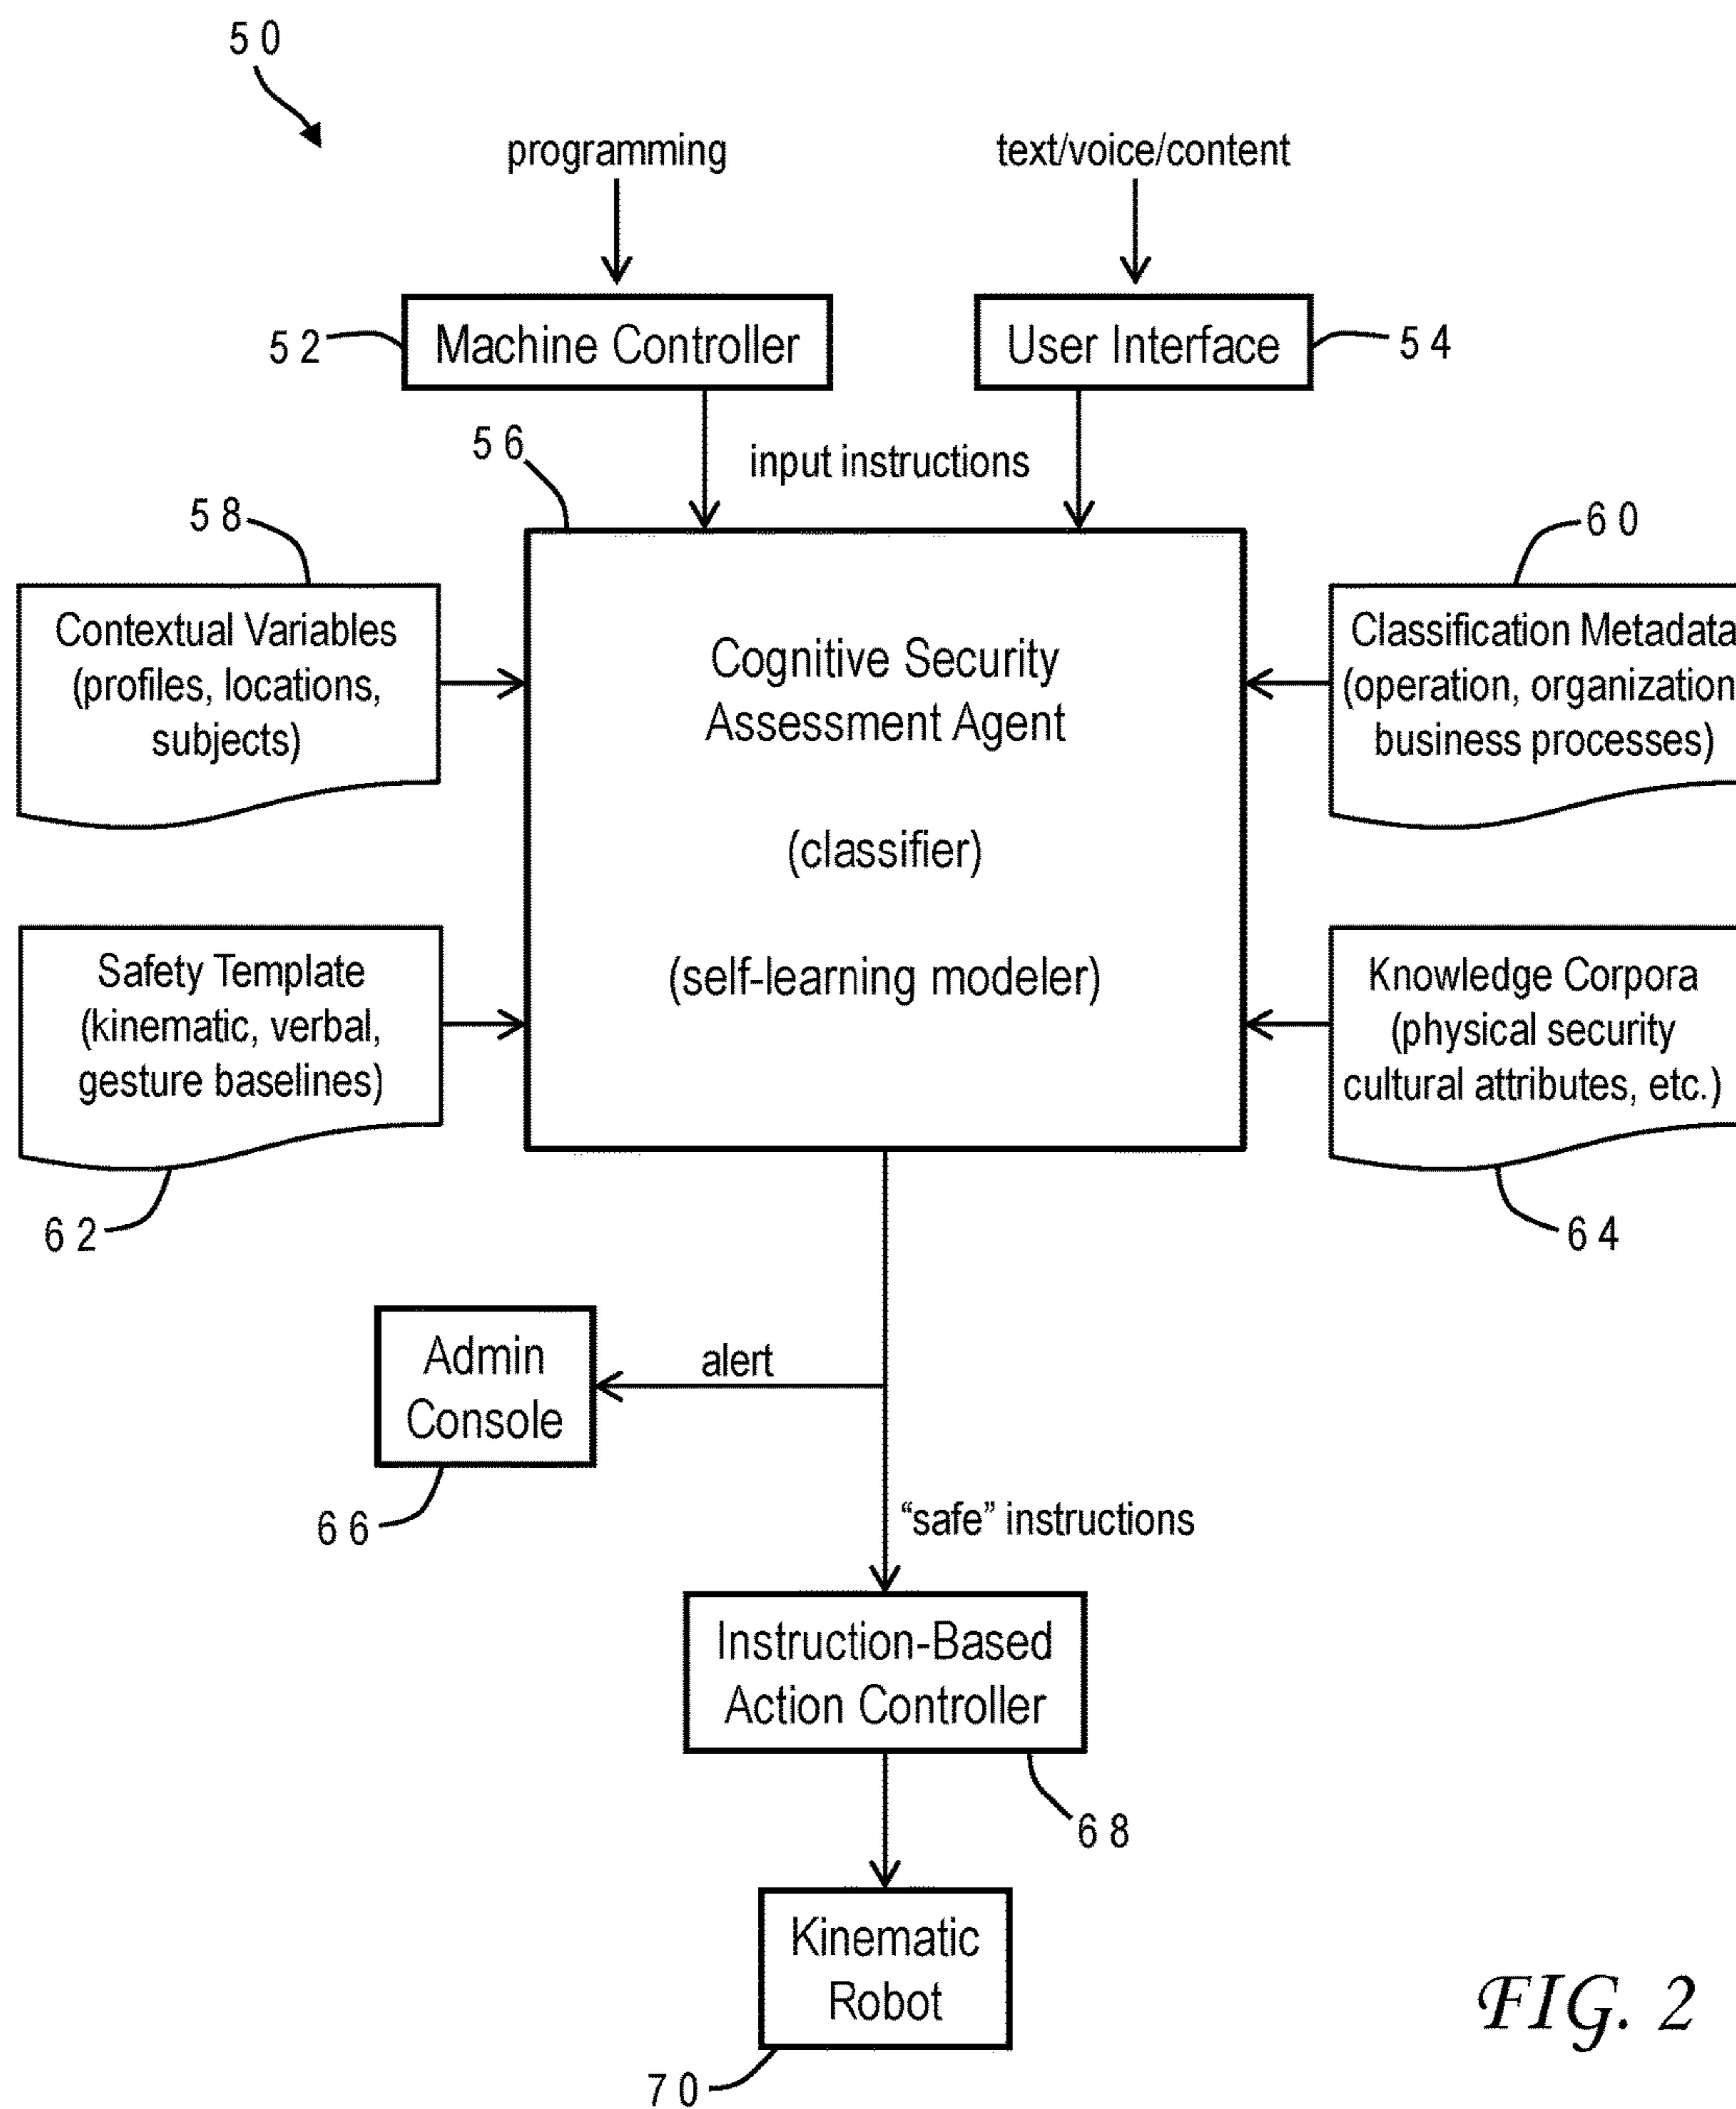 50
programming
text/voice/content
52
Machine Controller
User Interface
54
56
input instructions
58
60
Contextual Variables
(profiles, locations,
subjects)
Cognitive Security
Assessment Agent
(classifier)
(self-learning modeler)
Classification Metadata
(operation, organization
business processes)
Safety Template
(kinematic, verbal,
gesture baselines)
Knowledge Corpora
(physical security
cultural attributes, etc.)
62
64
Admin
Console
alert
66
“safe” instructions
Instruction-Based
Action Controller
68
Kinematic
Robot
70
FIG. 2